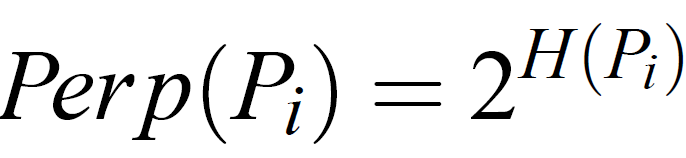 Perp(P_i) = 2^{H(P_i)}